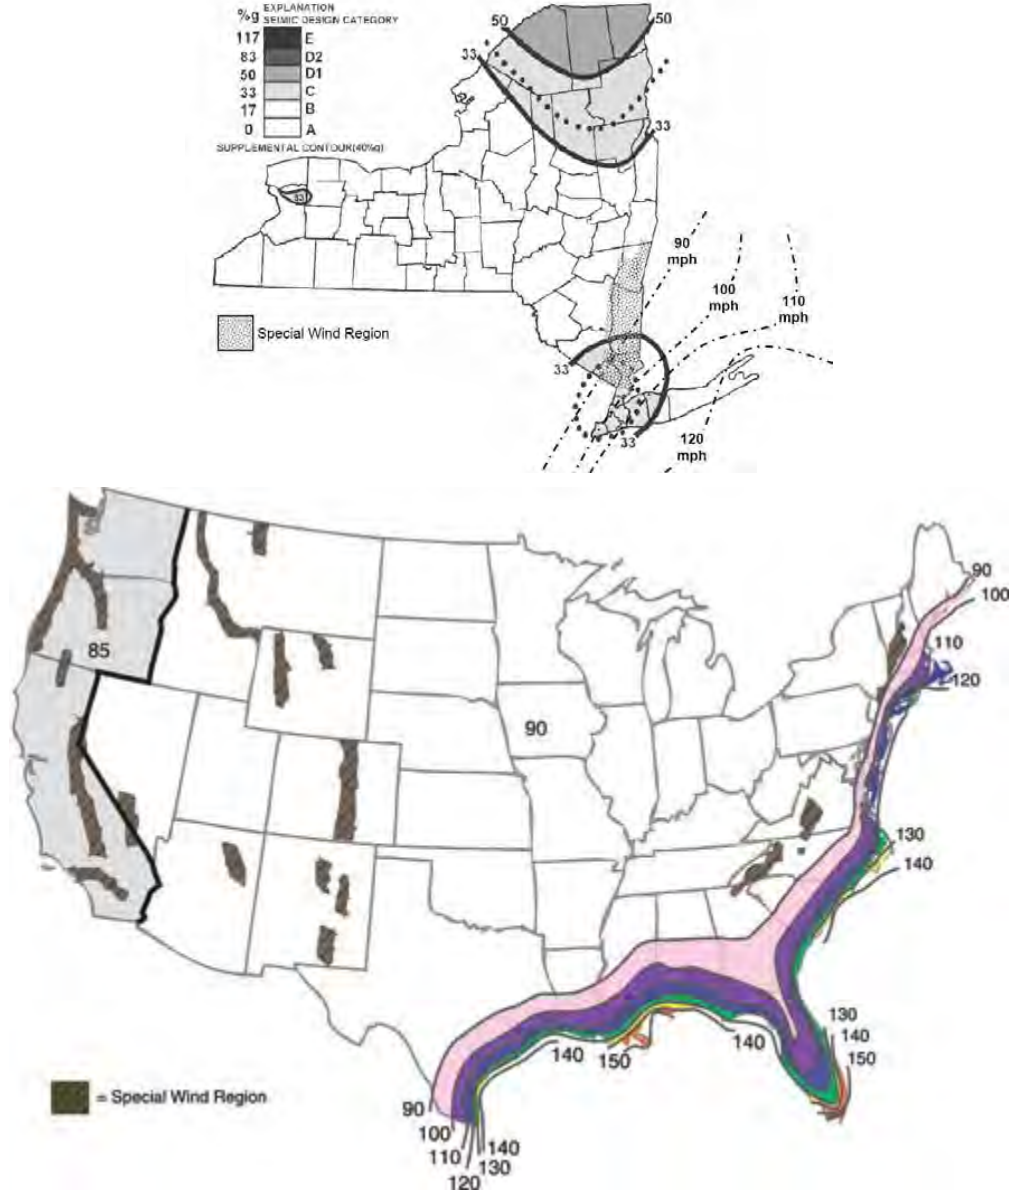 %g EXPLANATION
SEIMIC DESIGN CATEGORY
117 E
83 D2
50 D1
33 C
17 B
0 A
SUPPLEMENTAL CONTOUR(40%g)
50
50
33
33
33
90
mph
100
mph
110
mph
Special Wind Region
33
33
120
mph
90
100
85
110
120
90
130
140
130
140
150
140
150
140
= Special Wind Region
90
100
110
120
130
140